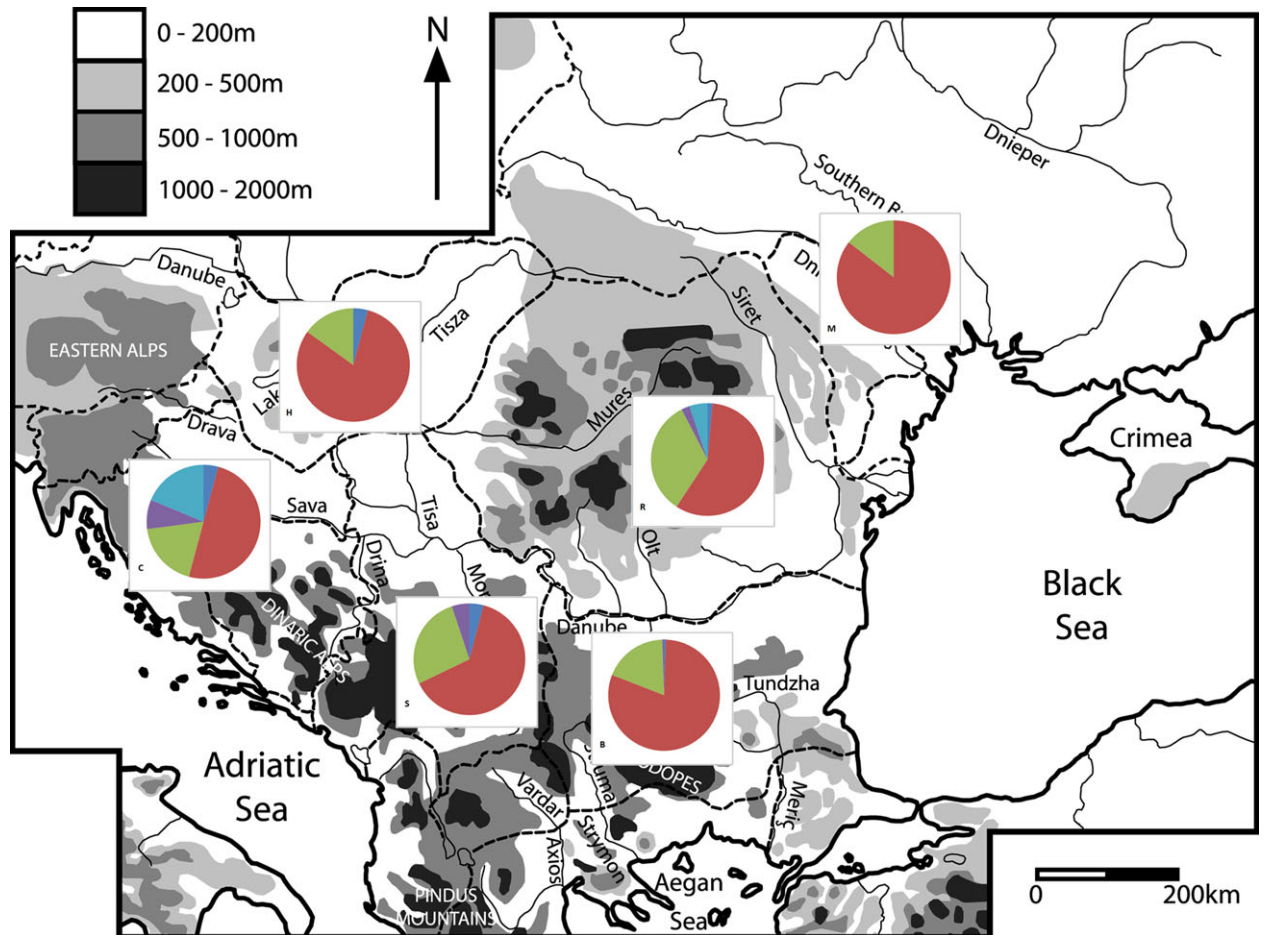 0 - 200m
200 - 500m
500 - 1000m
1000 - 2000m
N
Dnieper
Southern B
Danube
Dni
Siret
Tisza
EASTERN ALPS
M
Lak
H
Mures
Drava
Crimea
Sava
Tisa
R
Olt
C
Drina
Mor
Black
Sea
DINARIC ALPS
Danube
S
Tundzha
B
Adriatic
Sea
ODOPES
Vardar
Meriç
Strymon
Axios
Aegan
Sea
PINDUS
MOUNTAINS
0
200km